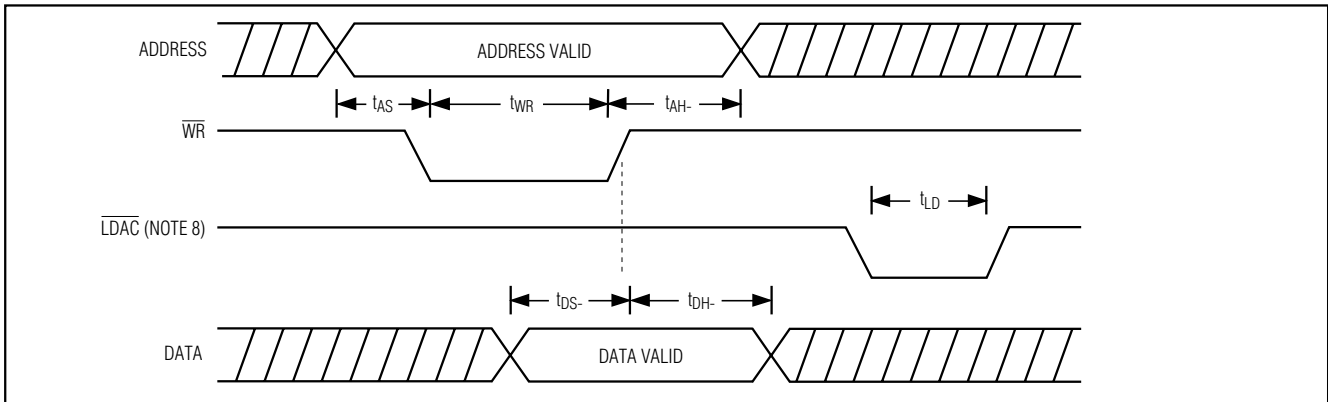 ADDRESS
ADDRESS VALID
tAS
tWR
tAH-
WR
tLD
LDAC (NOTE 8)
tDS-
tDH-
DATA
DATA VALID